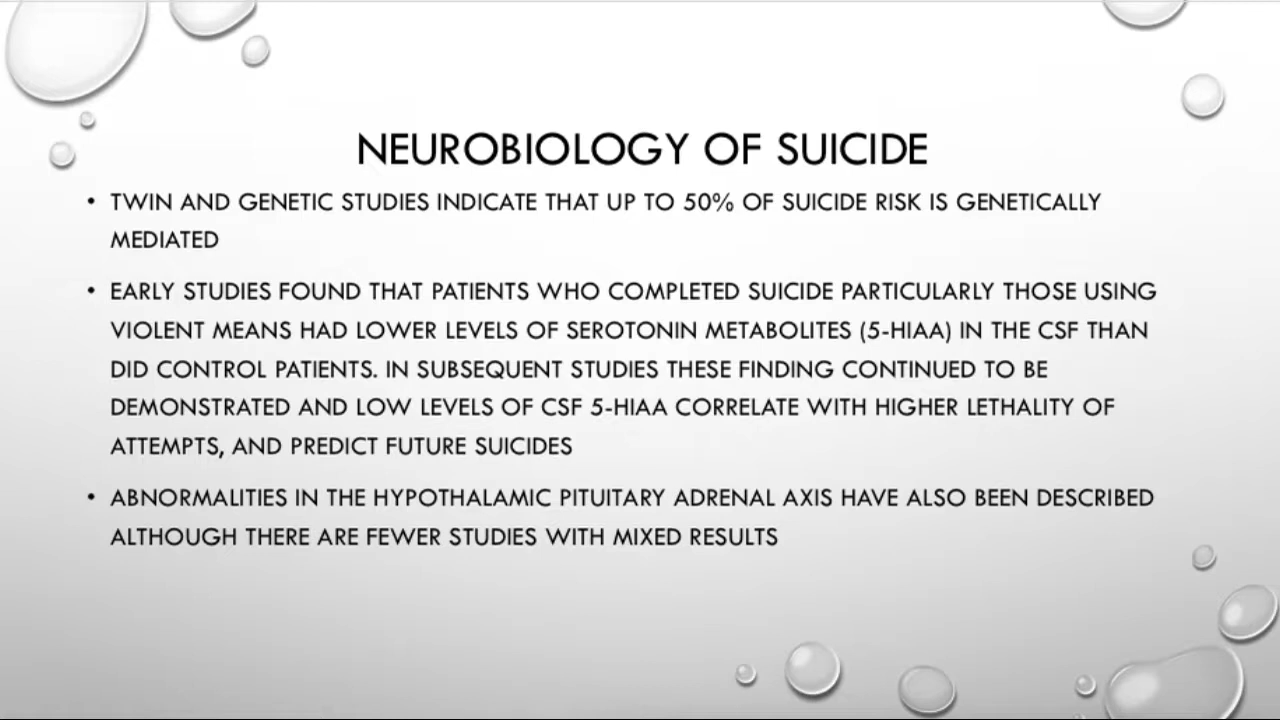 NEUROBIOLOGY OF SUICIDE
• TWIN AND GENETIC STUDIES INDICATE THAT UP TO 50% OF SUICIDE RISK IS GENETICALLY
MEDIATED
• EARLY STUDIES FOUND THAT PATIENTS WHO COMPLETED SUICIDE PARTICULARLY THOSE USING
VIOLENT MEANS HAD LOWER LEVELS OF SEROTONIN METABOLITES (5-HIAA) IN THE CSF THAN
DID CONTROL PATIENTS. IN SUBSEQUENT STUDIES THESE FINDING CONTINUED TO BE
DEMONSTRATED AND LOW LEVELS OF CSF 5-HIAA CORRELATE WITH HIGHER LETHALITY OF
ATTEMPTS, AND PREDICT FUTURE SUICIDES
• ABNORMALITIES IN THE HYPOTHALAMIC PITUITARY ADRENAL AXIS HAVE ALSO BEEN DESCRIBED
ALTHOUGH THERE ARE FEWER STUDIES WITH MIXED RESULTS